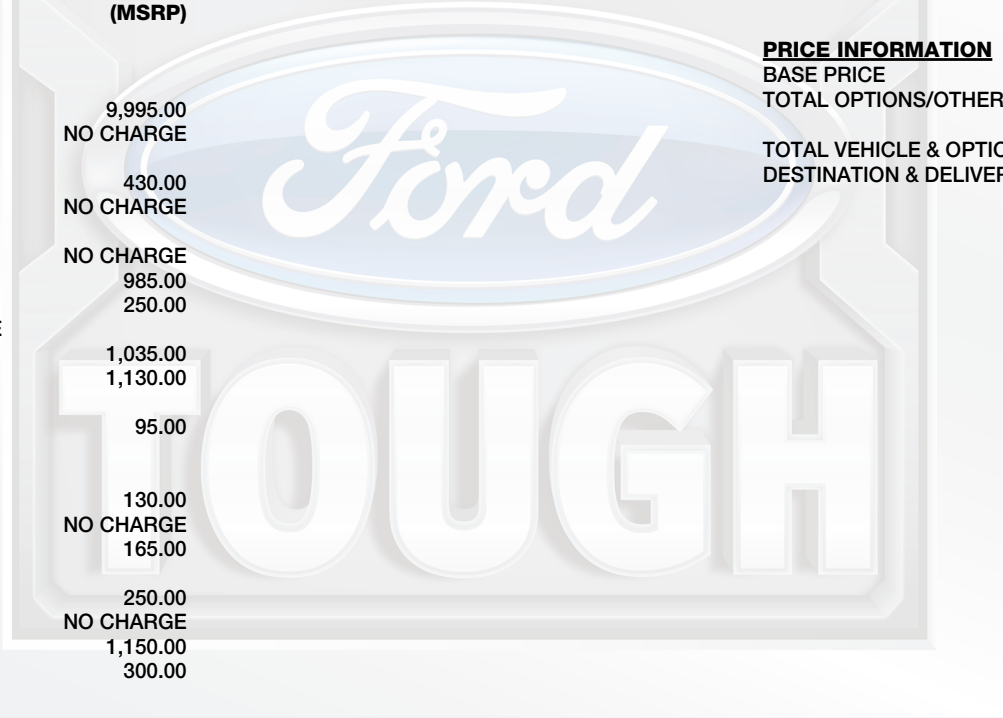 (MSRP)
9,995.00
NO CHARGE
430.00
NO CHARGE
NO CHARGE
985.00
250.00
E
1,035.00
1,130.00
95.00
130.00
NO CHARGE
165.00
250.00
NO CHARGE
1,150.00
300.00
PRICE INFORMATION
BASE PRICE
TOTAL OPTIONS/OTHER
TOTAL VEHICLE & OPTIO
DESTINATION & DELIVER
Ford
TOUGH